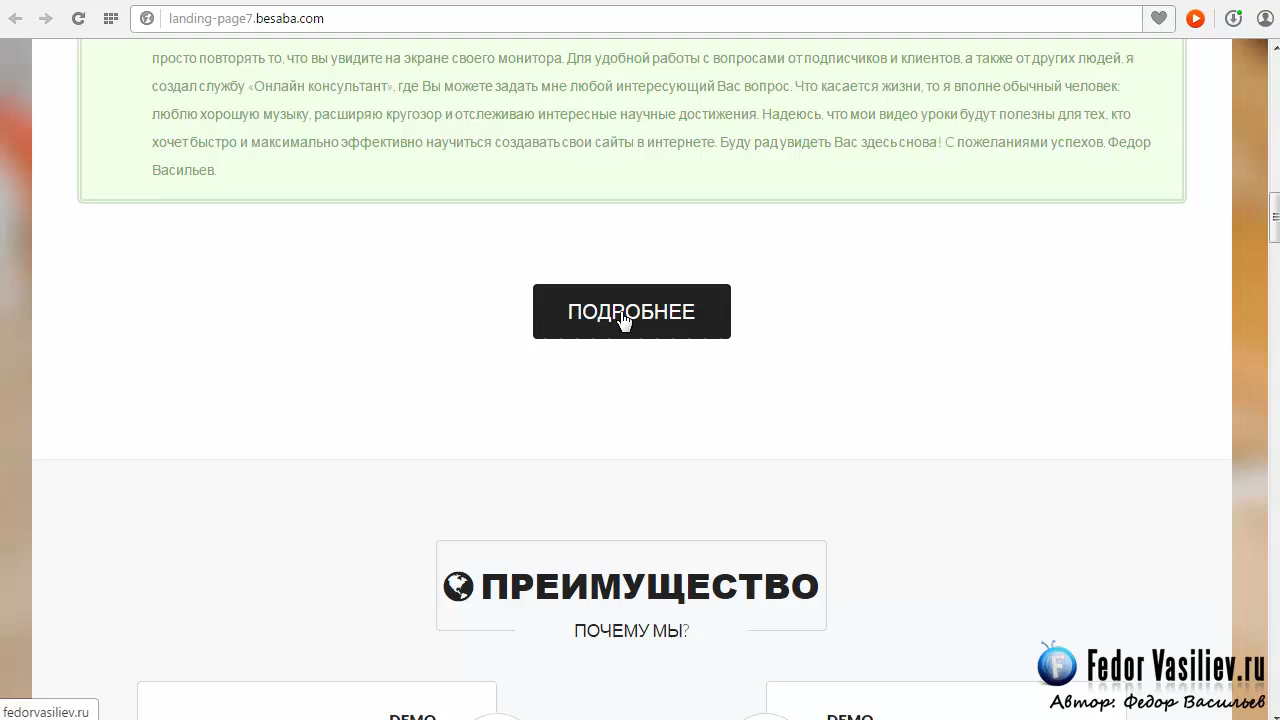 landing-page7.besaba.com
просто повторять то, что вы увидите на экране своего монитора. Для удобной работы с вопросами от подписчиков и клиентов, а также от других людей, я
создал службу «Онлайн консультант», где Вы можете задать мне любой интересующий Вас вопрос. Что касается жизни, то я вполне обычный человек:
люблю хорошую музыку, расширяю кругозор и отслеживаю интересные научные достижения. Надеюсь, что мои видео уроки будут полезны для тех, кто
хочет быстро и максимально эффективно научиться создавать свои сайты в интернете. Буду рад увидеть Вас здесь снова! С пожеланиями успехов, Федор
Васильев.
ПОДРОБНЕЕ
ПРЕИМУЩЕСТВО
ПОЧЕМУ МЫ?
DEMO
DEMO
F Fedor Vasiliev.ru
Автор: Федор Васильев
fedorvasiliev.ru